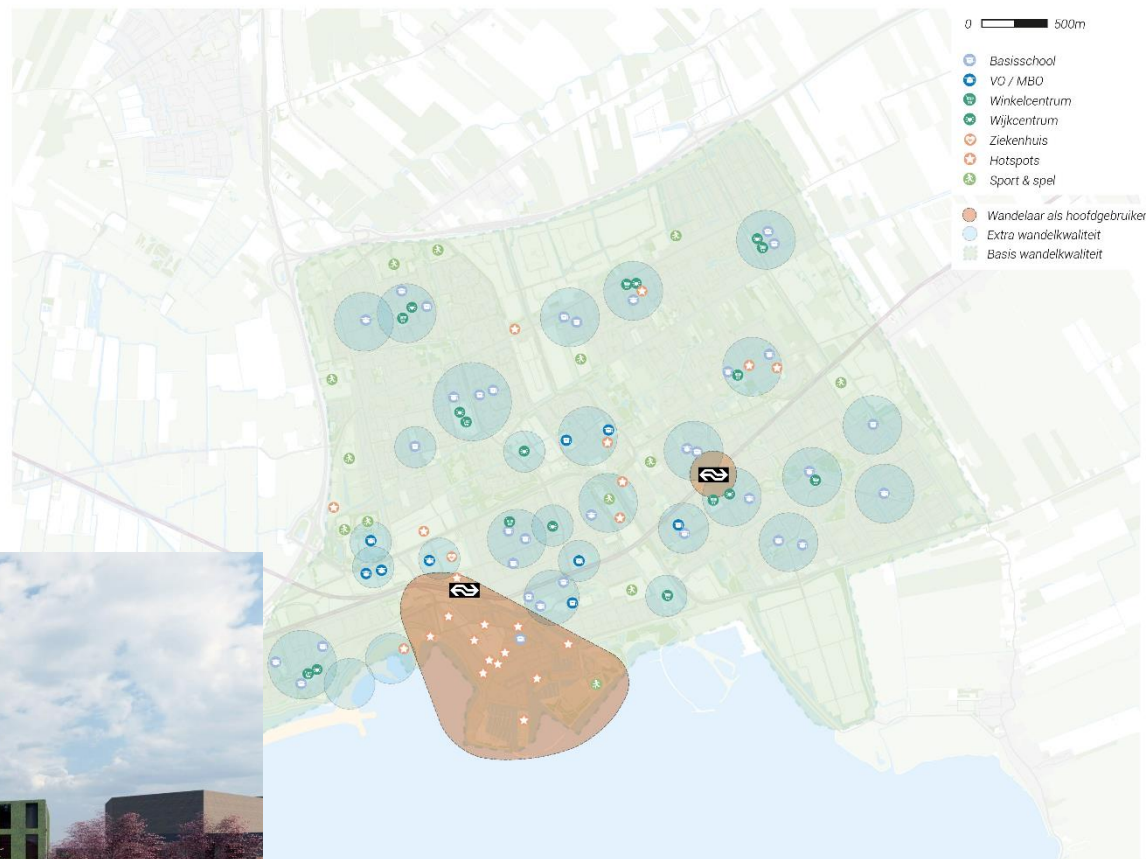 0 500m
Basisschool
VO / MBO
Winkelcentrum
Wijkcentrum
Ziekenhuis
Hotspots
Sport & spel
Wandelaar als hoofdgebruiker
Extra wandelkwaliteit
Basis wandelkwaliteit